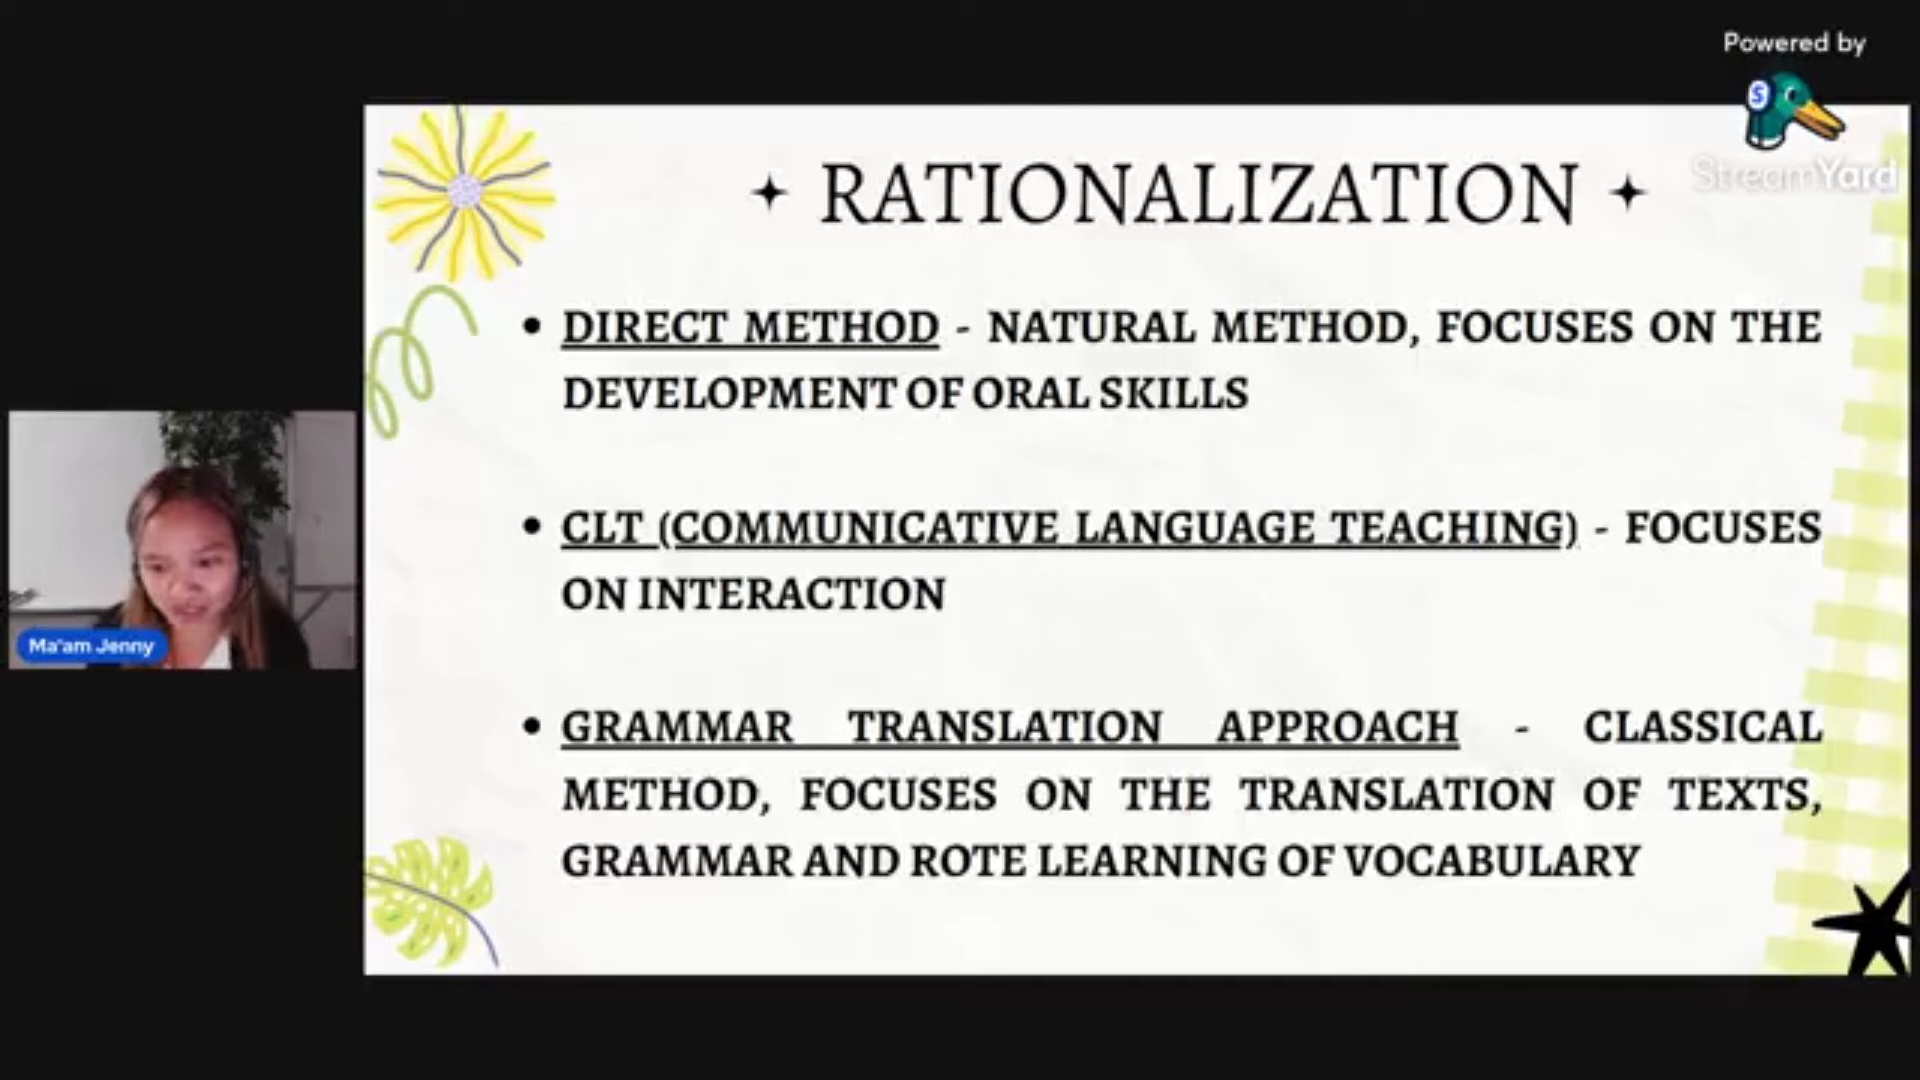 Powered by
StreamYard
RATIONALIZATION
• DIRECT METHOD - NATURAL METHOD, FOCUSES ON THE
DEVELOPMENT OF ORAL SKILLS
• CLT (COMMUNICATIVE LANGUAGE TEACHING) - FOCUSES
ON INTERACTION
• GRAMMAR TRANSLATION APPROACH - CLASSICAL
METHOD, FOCUSES ON THE TRANSLATION OF TEXTS,
GRAMMAR AND ROTE LEARNING OF VOCABULARY
Ma'am Jenny